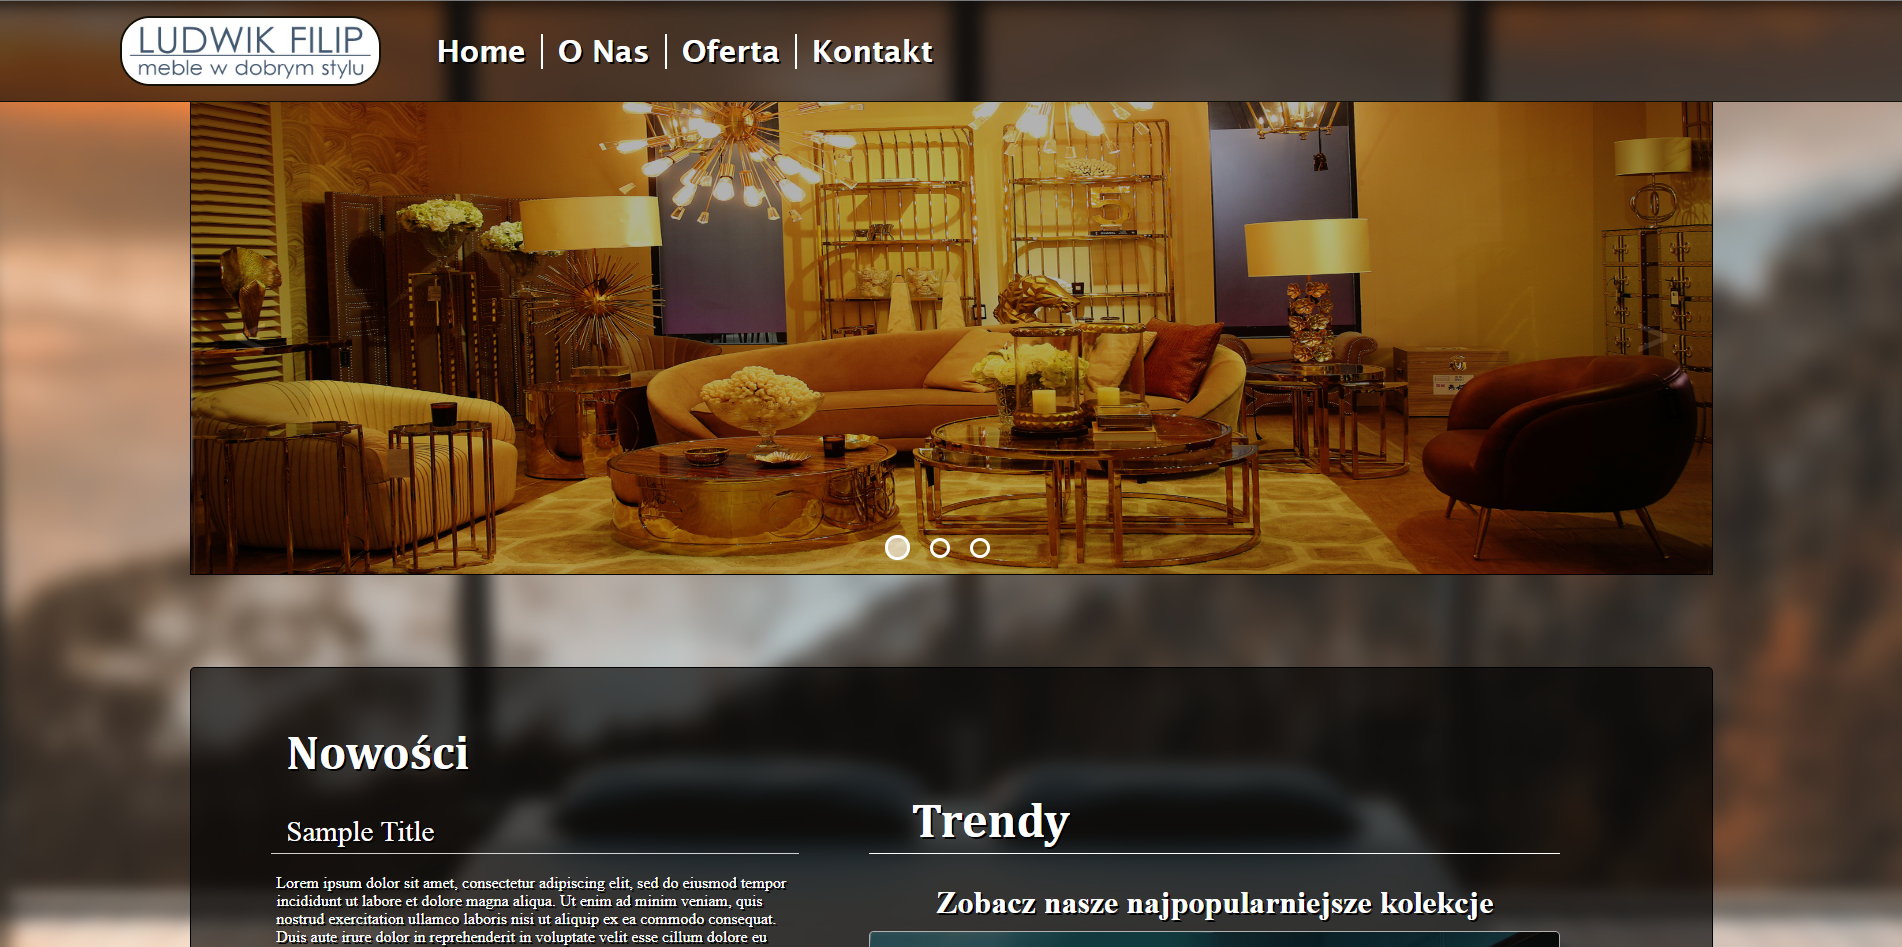 LUDWIK FILIP
meble w dobrym stylu
Home
O Nas
Oferta
Kontakt
Nowości
Sample Title
Lorem ipsum dolor sit amet, consectetur adipiscing elit, sed do eiusmod tempor
incididunt ut labore et dolore magna aliqua. Ut enim ad minim veniam, quis
nostrud exercitation ullamco laboris nisi ut aliquip ex ea commodo consequat.
Duis aute irure dolor in reprehenderit in voluptate velit esse cillum dolore eu
Trendy
Zobacz nasze najpopularniejsze kolekcje